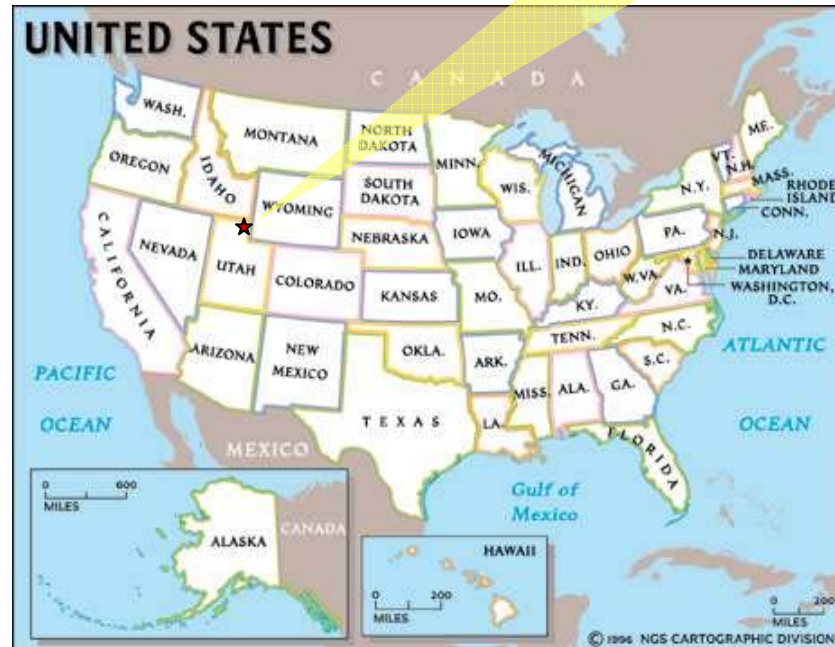 UNITED STATES
CANADA
WASH.
MONTANA
NORTH
DAKOTA
MINN.
ME.
VT.
N.H.
OREGON
IDAHO
MICHIGAN
MASS.
WYOMING
SOUTH
DAKOTA
WIS.
N.Y.
RHODE
ISLAND
CONN.
CALIFORNIA
NEVADA
UTAH
NEBRASKA
IOWA
PA.
N.J.
COLORADO
ILL.
IND.
OHIO
W.VA.
DELAWARE
MARYLAND
WASHINGTON,
D.C.
KANSAS
MO.
KY.
VA.
ARIZONA
NEW
MEXICO
OKLA.
ARK.
TENN.
N.C.
S.C.
ATLANTIC
OCEAN
PACIFIC
OCEAN
TEXAS
LA.
MISS.
ALA.
GA.
FLORIDA
MEXICO
Gulf of
Mexico
0 600
MILES
ALASKA
CANADA
HAWAII
0 200
MILES
0 200
MILES
© 1996 NGS CARTOGRAPHIC DIVISION